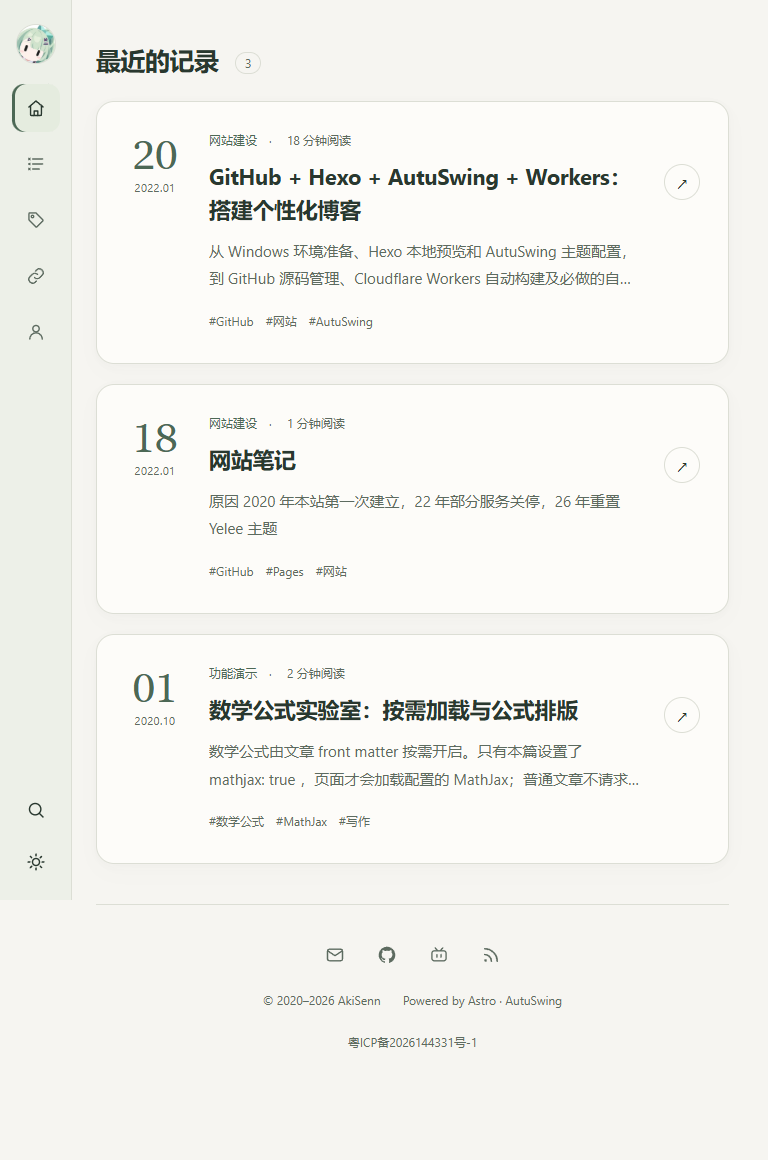 最近的记录 3
20
2022.01
网站建设 · 18 分钟阅读
GitHub + Hexo + AutuSwing + Workers：
搭建个性化博客
从 Windows 环境准备、Hexo 本地预览和 AutuSwing 主题配置，
到 GitHub 源码管理、Cloudflare Workers 自动构建及必做的自...
#GitHub #网站 #AutuSwing
↗
18
2022.01
网站建设 · 1 分钟阅读
网站笔记
原因 2020 年本站第一次建立，22 年部分服务关停，26 年重置
Yelee 主题
#GitHub #Pages #网站
↗
01
2020.10
功能演示 · 2 分钟阅读
数学公式实验室：按需加载与公式排版
数学公式由文章 front matter 按需开启。只有本篇设置了
mathjax: true ，页面才会加载配置的 MathJax；普通文章不请求...
#数学公式 #MathJax #写作
↗
© 2020–2026 AkiSenn Powered by Astro · AutuSwing
粤ICP备2026144331号-1